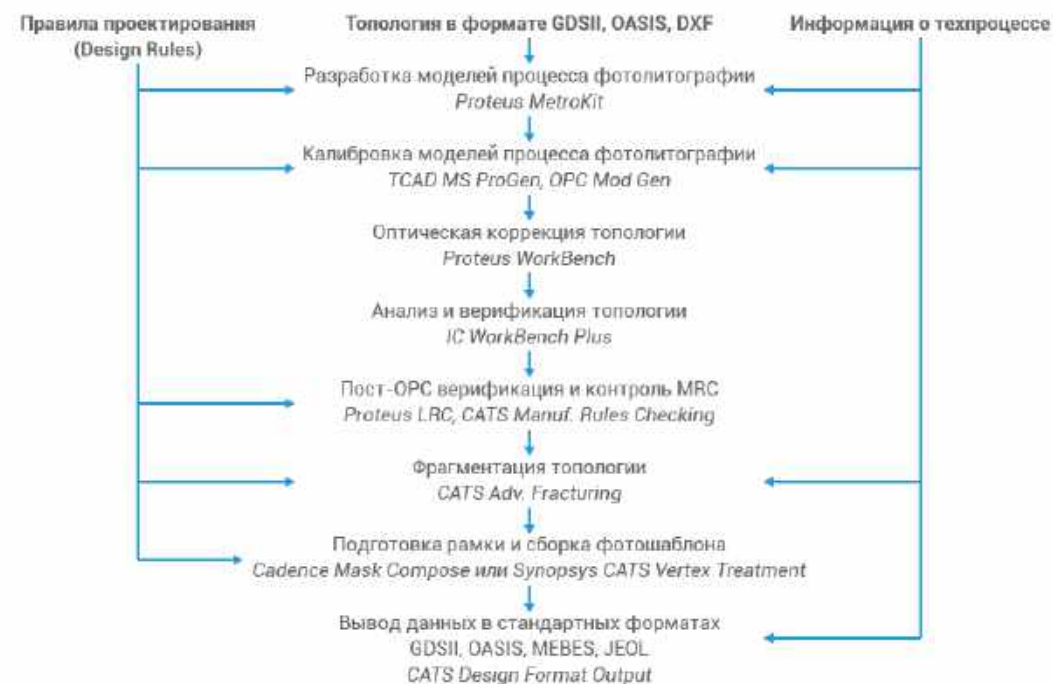 Правила проектирования
(Design Rules)
Топология в формате GDSII, OASIS, DXF
Информация о техпроцессе
Разработка моделей процесса фотолитографии
Proteus MetroKit
Калибровка моделей процесса фотолитографии
TCAD MS ProGen, OPC Mod Gen
Оптическая коррекция топологии
Proteus WorkBench
Анализ и верификация топологии
IC WorkBench Plus
Пост-OPC верификация и контроль MRC
Proteus LRC, CATS Manuf. Rules Checking
Фрагментация топологии
CATS Adv. Fracturing
Подготовка рамки и сборка фотошаблона
Cadence Mask Compose или Synopsys CATS Vertex Treatment
Вывод данных в стандартных форматах
GDSII, OASIS, MEBES, JEOL
CATS Design Format Output